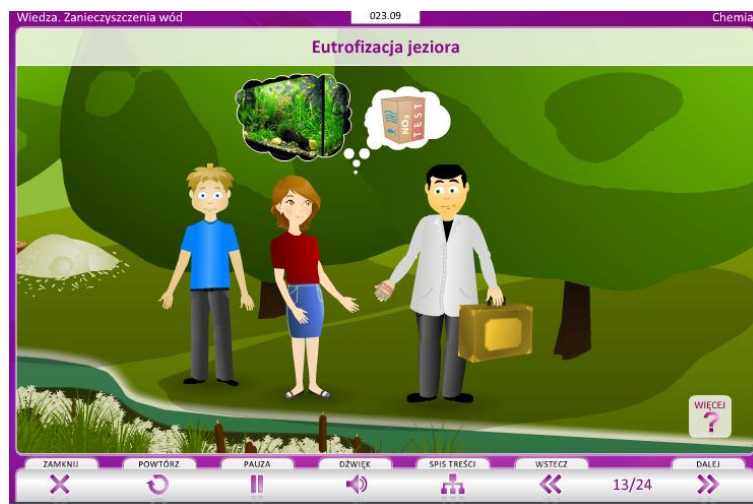 Wiedza. Zanieczyszczenia wód
023.09
Chemia
Eutrofizacja jeziora
NO₃
TEST
WIĘCEJ
?
ZAMKNIJ
POWTÓRZ
PAUZA
DŹWIĘK
SPIS TREŚCI
WSTECZ
13/24
DALEJ